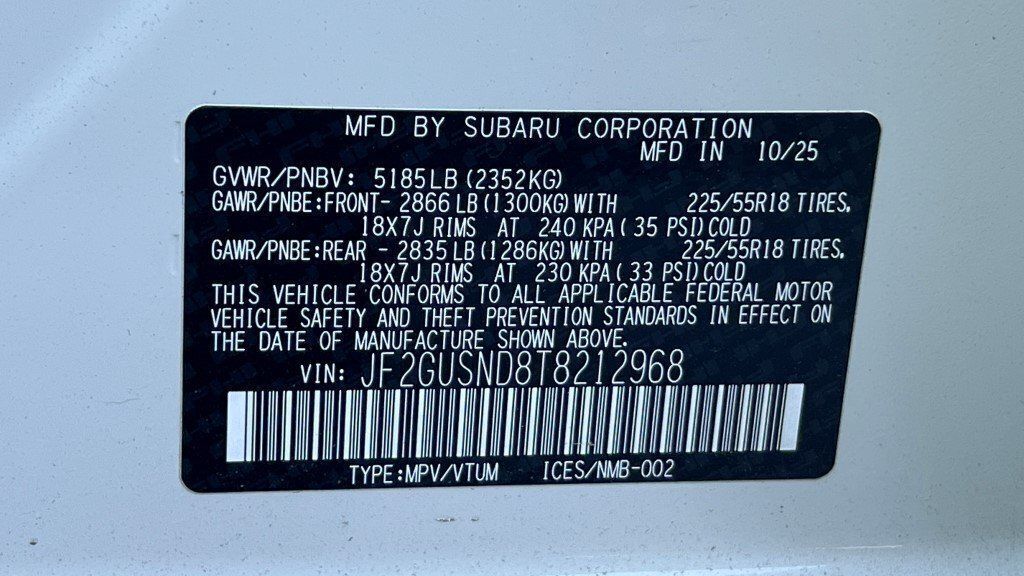 MFD BY SUBARU CORPORATION
MFD IN 10/25
GVWR/PNBV: 5185LB (2352KG)
GAWR/PNBE:FRONT- 2866 LB (1300KG) WITH 225/55R18 TIRES,
18X7J RIMS AT 240 KPA ( 35 PSI) COLD
GAWR/PNBE:REAR - 2835 LB (1286KG) WITH 225/55R18 TIRES,
18X7J RIMS AT 230 KPA ( 33 PSI) COLD
THIS VEHICLE CONFORMS TO ALL APPLICABLE FEDERAL MOTOR
VEHICLE SAFETY AND THEFT PREVENTION STANDARDS IN EFFECT ON
THE DATE OF MANUFACTURE SHOWN ABOVE.
VIN: JF2GUSND8T8212968
TYPE:MPV/VTUM ICES/NMB-002